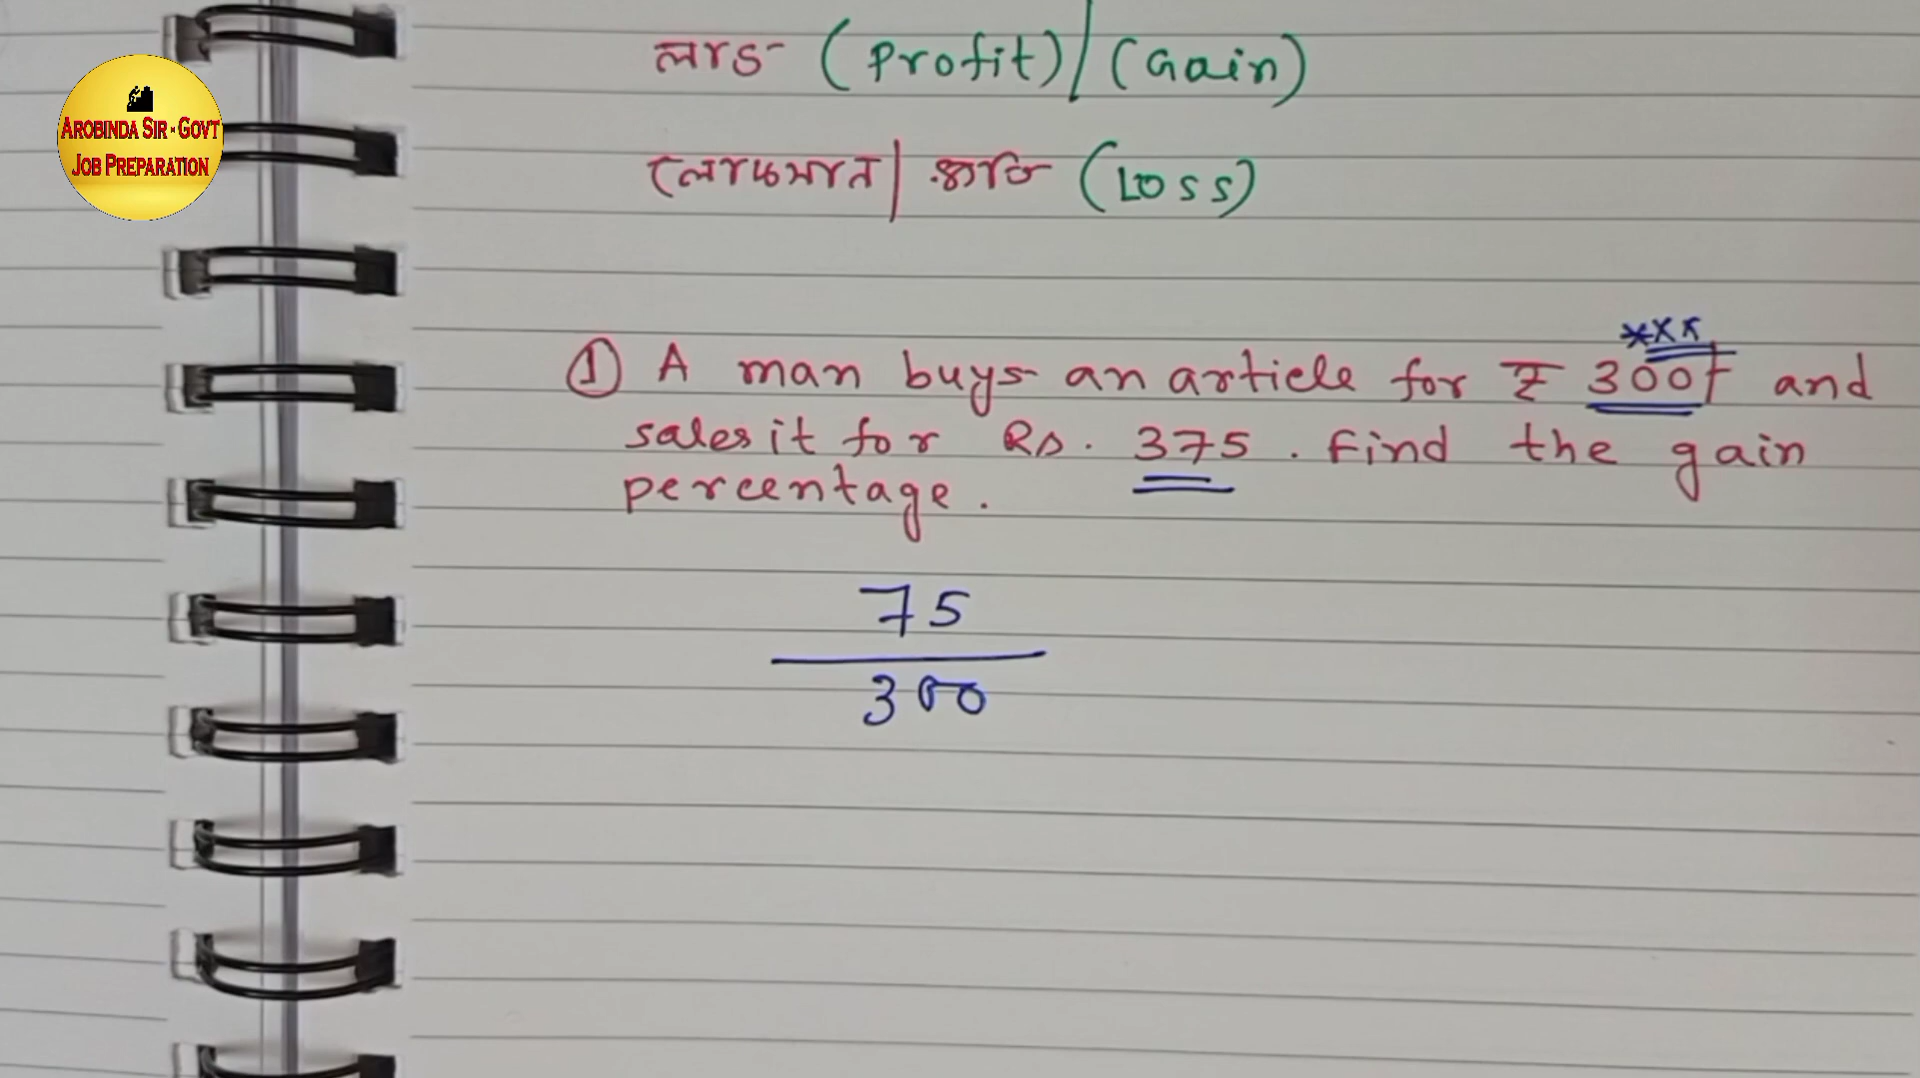 লাভ (Profit)/(Gain)
AROBINDA SIR - GOVT
JOB PREPARATION
লোকসান/ ক্ষতি (Loss)
① A man buys an article for ₹ 300/- and
sales it for Rs. 375. Find the gain
percentage.
75
300